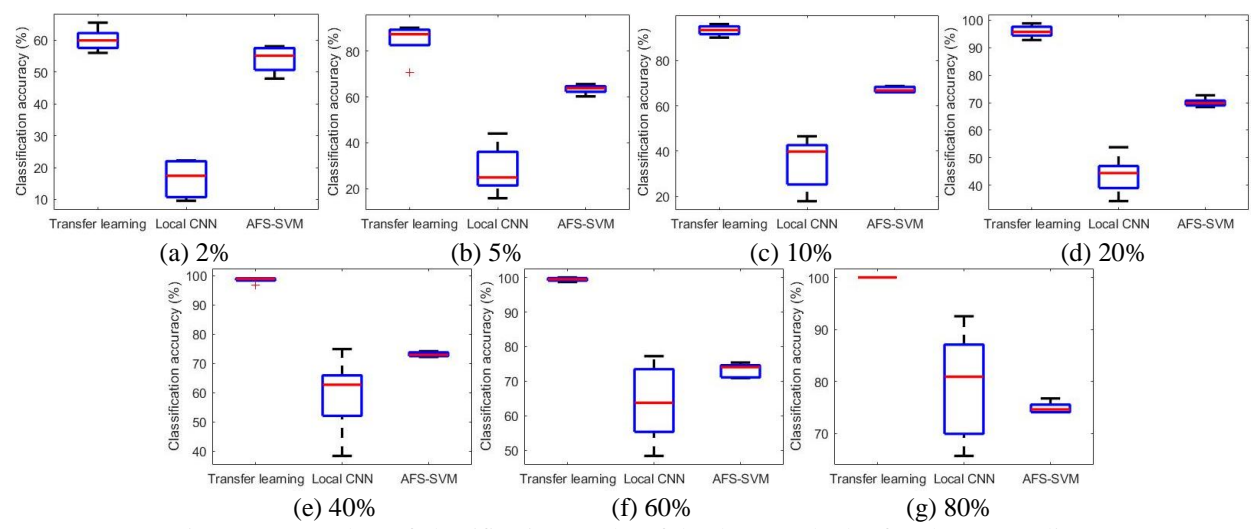 Classification accuracy (%)
60
50
40
30
20
10
Transfer learning Local CNN AFS-SVM
(a) 2%
Classification accuracy (%)
80
60
40
20
Transfer learning Local CNN AFS-SVM
(b) 5%
Classification accuracy (%)
80
60
40
20
Transfer learning Local CNN AFS-SVM
(c) 10%
Classification accuracy (%)
100
90
80
70
60
50
40
Transfer learning Local CNN AFS-SVM
(d) 20%
Classification accuracy (%)
100
90
80
70
60
50
40
Transfer learning Local CNN AFS-SVM
(e) 40%
Classification accuracy (%)
100
90
80
70
60
50
Transfer learning Local CNN AFS-SVM
(f) 60%
Classification accuracy (%)
100
90
80
70
Transfer learning Local CNN AFS-SVM
(g) 80%